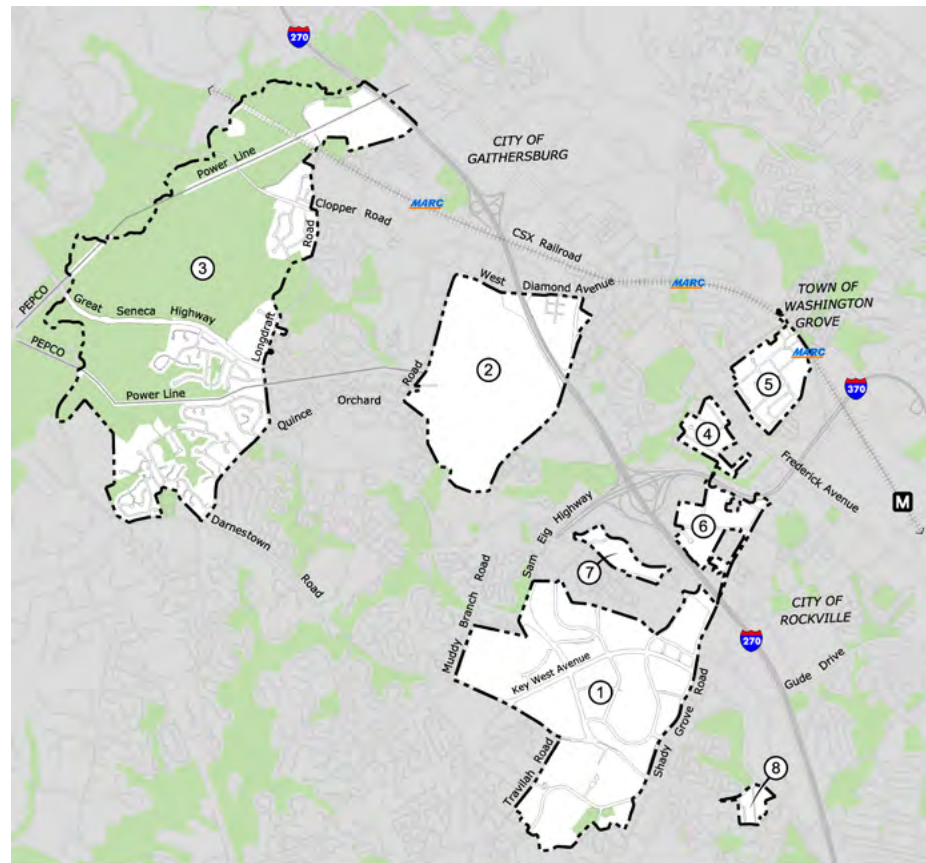 270
CITY OF
GAITHERSBURG
Power Line
MARC
Clopper Road
Road
CSX Railroad
3
West Diamond Avenue
MARC
TOWN OF
WASHINGTON
GROVE
PEPCO
Great Seneca Highway
Longdraft
MARC
PEPCO
2
5
370
Power Line
Road
Quince Orchard
4
Frederick Avenue
M
Darnestown
Road
Sam Eig Highway
6
7
Muddy Branch Road
CITY OF
ROCKVILLE
270
Key West Avenue
1
Gude Drive
Shady Grove Road
Travilah Road
8